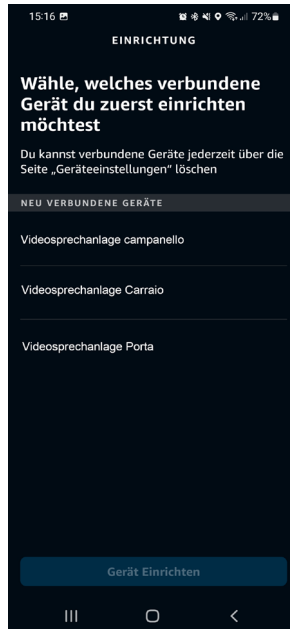 15:16 72%
EINRICHTUNG
Wähle, welches verbundene
Gerät du zuerst einrichten
möchtest
Du kannst verbundene Geräte jederzeit über die
Seite „Geräteeinstellungen" löschen
NEU VERBUNDENE GERÄTE
Videosprechanlage campanello
Videosprechanlage Carraio
Videosprechanlage Porta
Gerät Einrichten